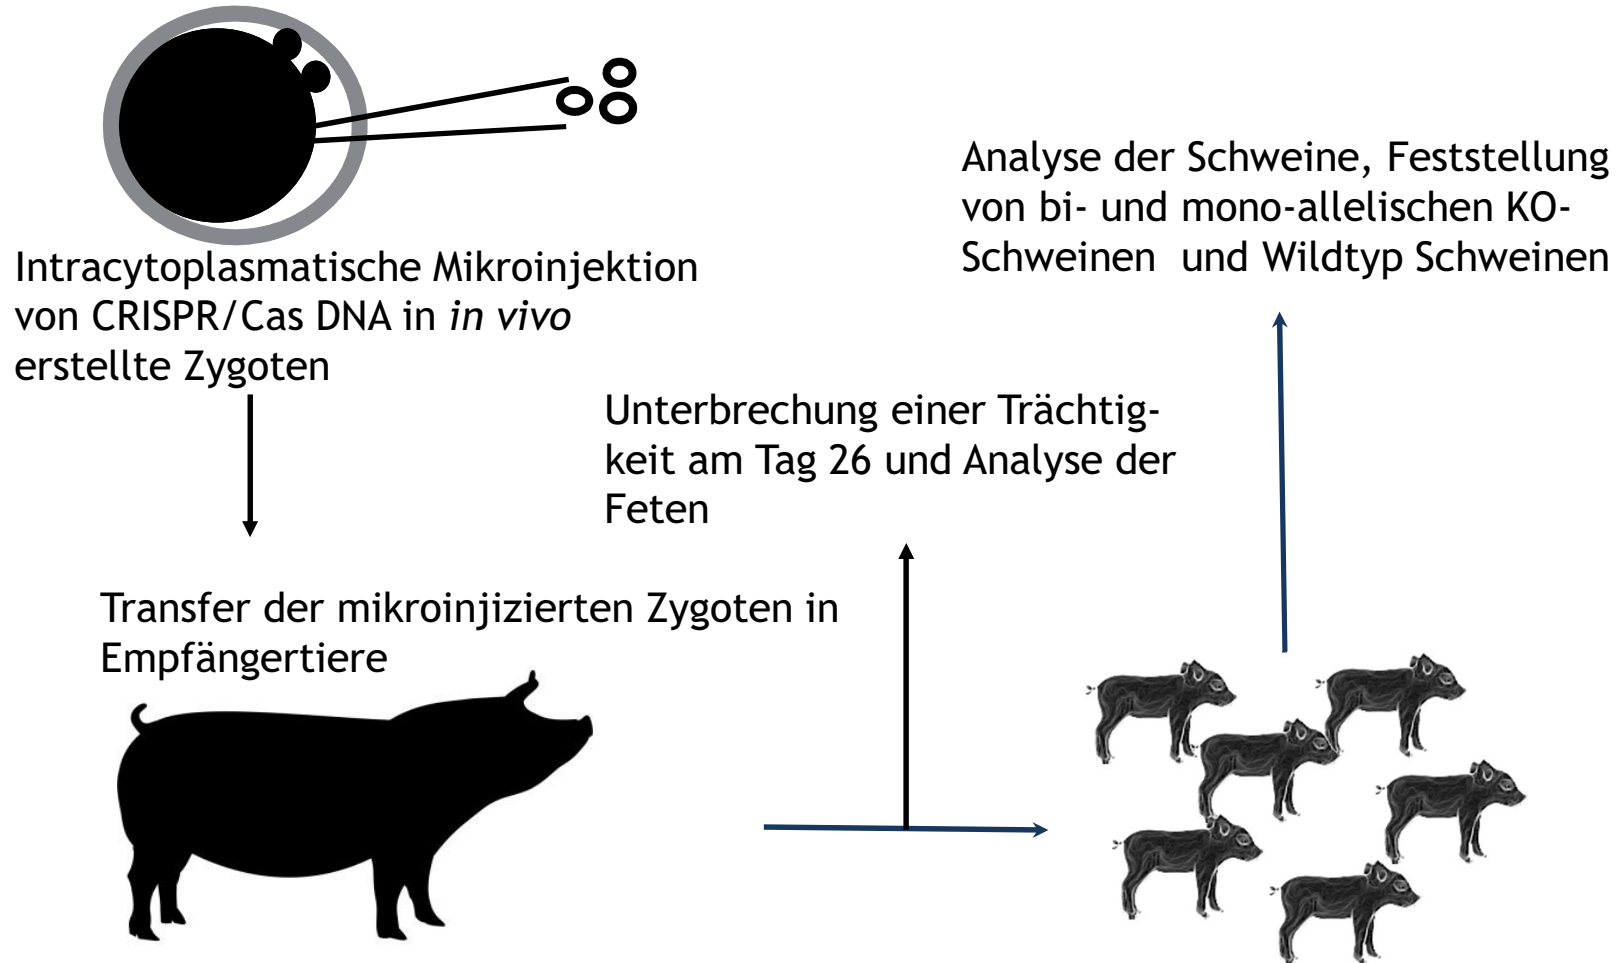 Intracytoplasmatische Mikroinjektion
von CRISPR/Cas DNA in in vivo
erstellte Zygoten
Transfer der mikroinjizierten Zygoten in
Empfängertiere
Unterbrechung einer Trächtig-
keit am Tag 26 und Analyse der
Feten
Analyse der Schweine, Feststellung
von bi- und mono-allelischen KO-
Schweinen und Wildtyp Schweinen